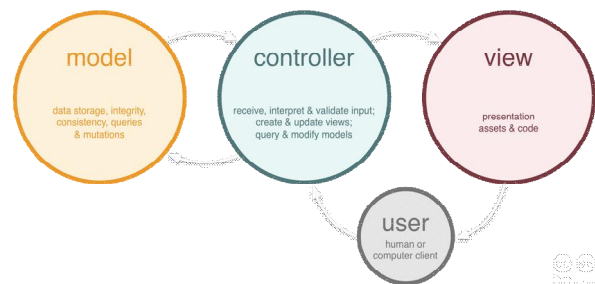 model
data storage, integrity,
consistency, queries
& mutations
controller
receive, interpret & validate input;
create & update views;
query & modify models
view
presentation
assets & code
user
human or
computer client